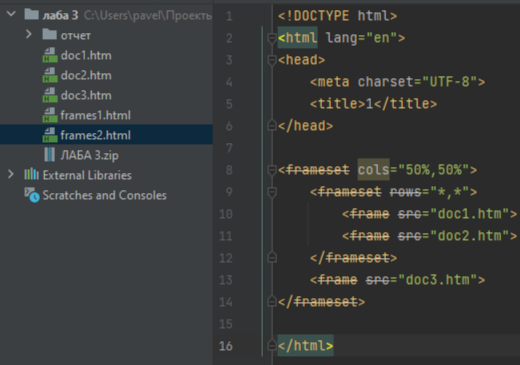 лаба 3 C:\Users\pavel\Проекты
отчет
doc1.htm
doc2.htm
doc3.htm
frames1.html
frames2.html
ЛАБА 3.zip
External Libraries
Scratches and Consoles
1 <!DOCTYPE html>
2 <html lang="en">
3 <head>
4 <meta charset="UTF-8">
5 <title>1</title>
6 </head>
7
8 <frameset cols="50%,50%">
9 <frameset rows="*,*">
10 <frame src="doc1.htm">
11 <frame src="doc2.htm">
12 </frameset>
13 <frame src="doc3.htm">
14 </frameset>
15
16 </html>